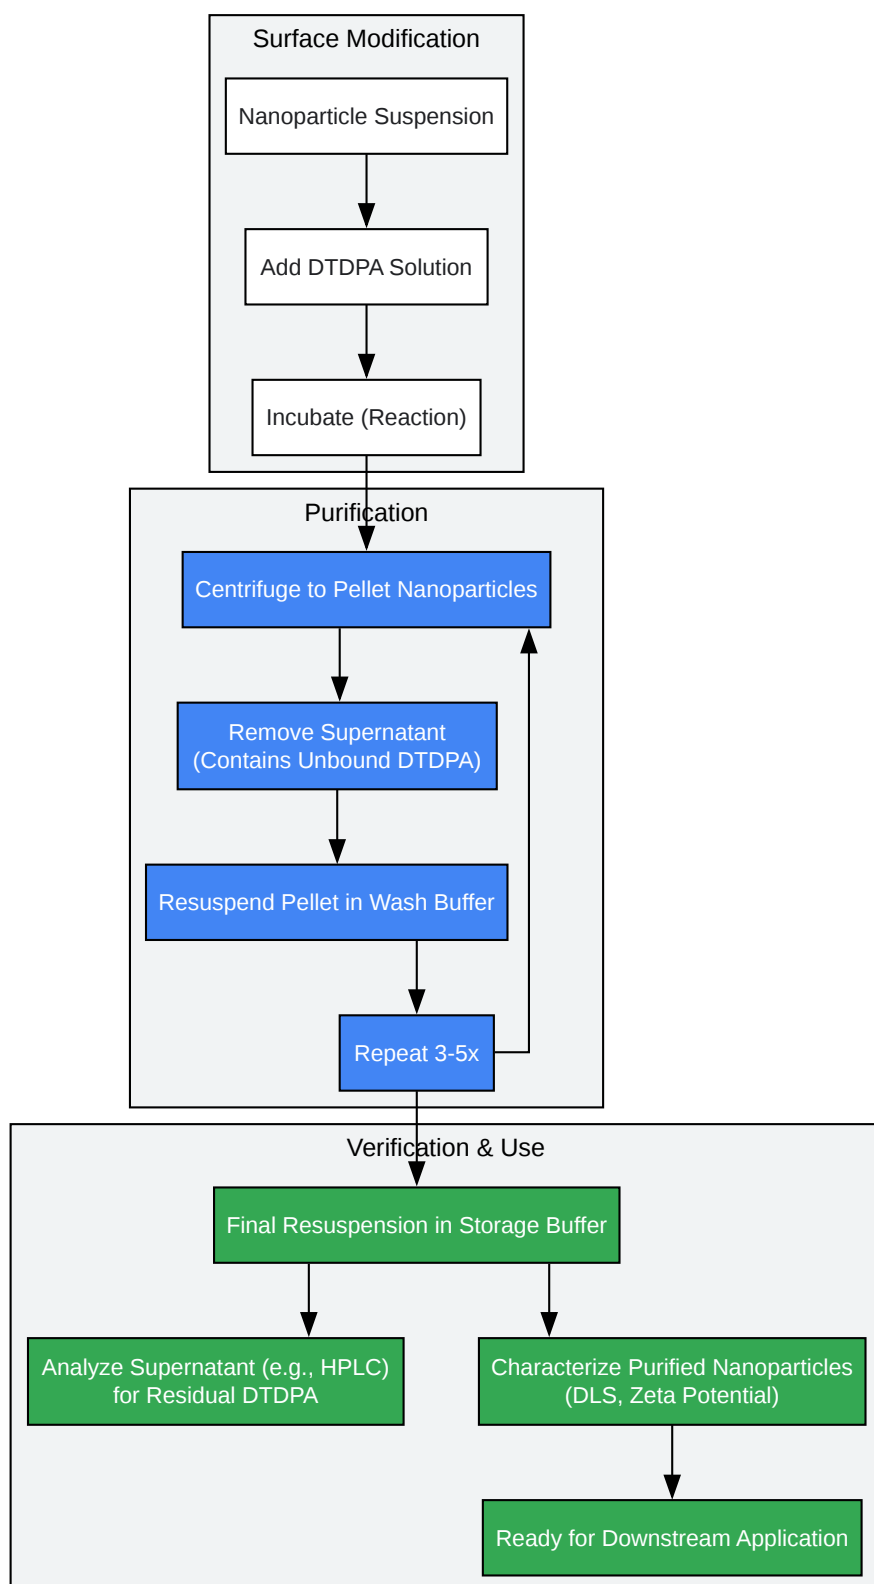 Surface Modification
Nanoparticle Suspension
Add DTDPA Solution
Incubate (Reaction)
Purification
Centrifuge to Pellet Nanoparticles
Remove Supernatant
(Contains Unbound DTDPA)
Resuspend Pellet in Wash Buffer
Repeat 3-5x
Verification & Use
Final Resuspension in Storage Buffer
Analyze Supernatant (e.g., HPLC)
for Residual DTDPA
Characterize Purified Nanoparticles
(DLS, Zeta Potential)
Ready for Downstream Application